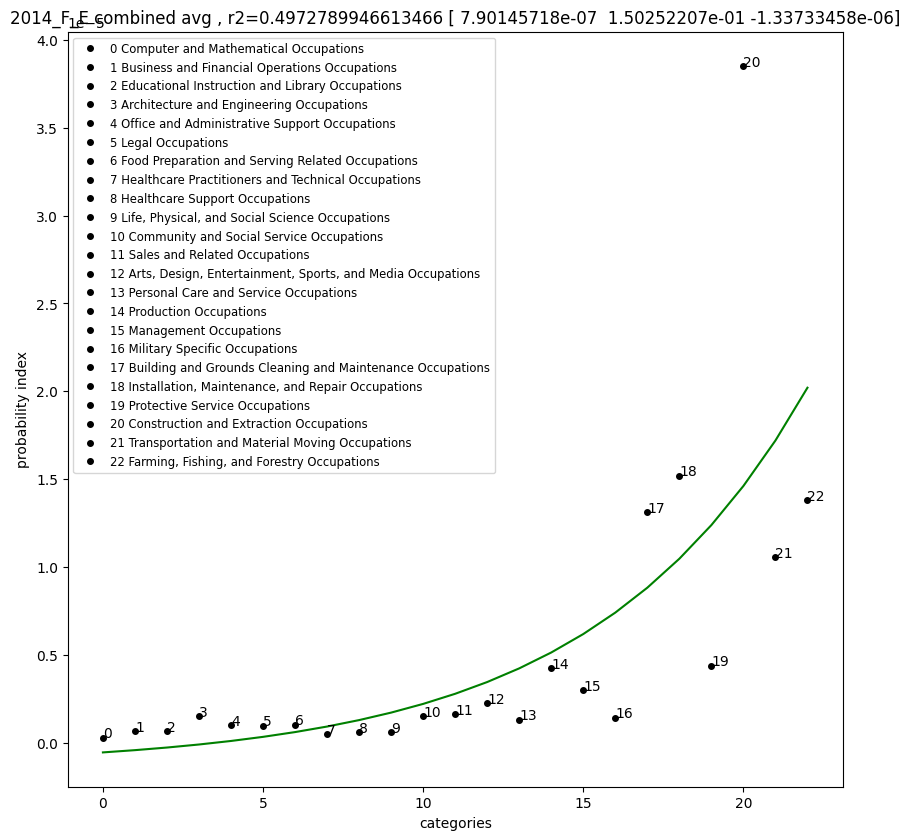 2014_F_E combined avg , r2=0.4972789946613466 [ 7.90145718e-07 1.50252207e-01 -1.33733458e-06]
1e−5
4.0
3.5
3.0
2.5
2.0
1.5
1.0
0.5
0.0
probability index
0 Computer and Mathematical Occupations
1 Business and Financial Operations Occupations
2 Educational Instruction and Library Occupations
3 Architecture and Engineering Occupations
4 Office and Administrative Support Occupations
5 Legal Occupations
6 Food Preparation and Serving Related Occupations
7 Healthcare Practitioners and Technical Occupations
8 Healthcare Support Occupations
9 Life, Physical, and Social Science Occupations
10 Community and Social Service Occupations
11 Sales and Related Occupations
12 Arts, Design, Entertainment, Sports, and Media Occupations
13 Personal Care and Service Occupations
14 Production Occupations
15 Management Occupations
16 Military Specific Occupations
17 Building and Grounds Cleaning and Maintenance Occupations
18 Installation, Maintenance, and Repair Occupations
19 Protective Service Occupations
20 Construction and Extraction Occupations
21 Transportation and Material Moving Occupations
22 Farming, Fishing, and Forestry Occupations
0
1
2
3
4
5
6
7
8
9
10
11
12
13
14
15
16
17
18
19
20
21
22
0 5 10 15 20
categories